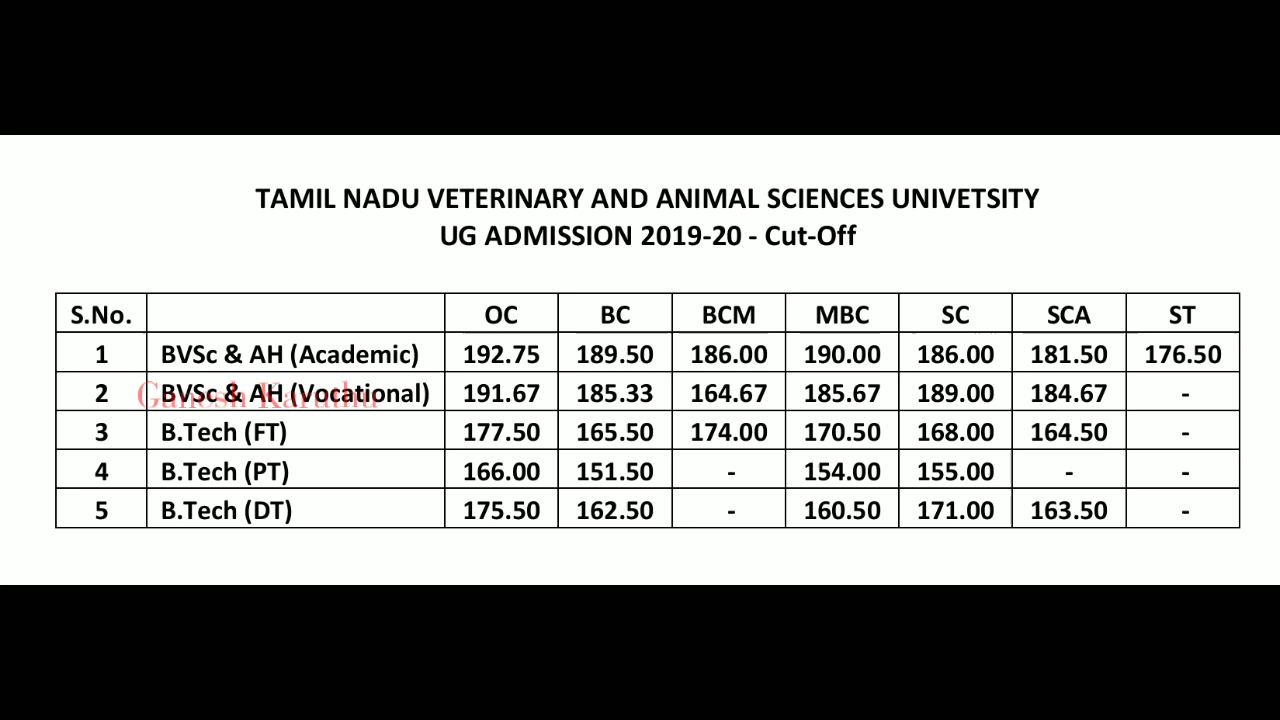 TAMIL NADU VETERINARY AND ANIMAL SCIENCES UNIVETSITY
UG ADMISSION 2019-20 - Cut-Off
S.No. OC BC BCM MBC SC SCA ST
1 BVSc & AH (Academic) 192.75 189.50 186.00 190.00 186.00 181.50 176.50
2 BVSc & AH (Vocational) 191.67 185.33 164.67 185.67 189.00 184.67 -
Ganesh Karuthu
3 B.Tech (FT) 177.50 165.50 174.00 170.50 168.00 164.50 -
4 B.Tech (PT) 166.00 151.50 - 154.00 155.00 - -
5 B.Tech (DT) 175.50 162.50 - 160.50 171.00 163.50 -